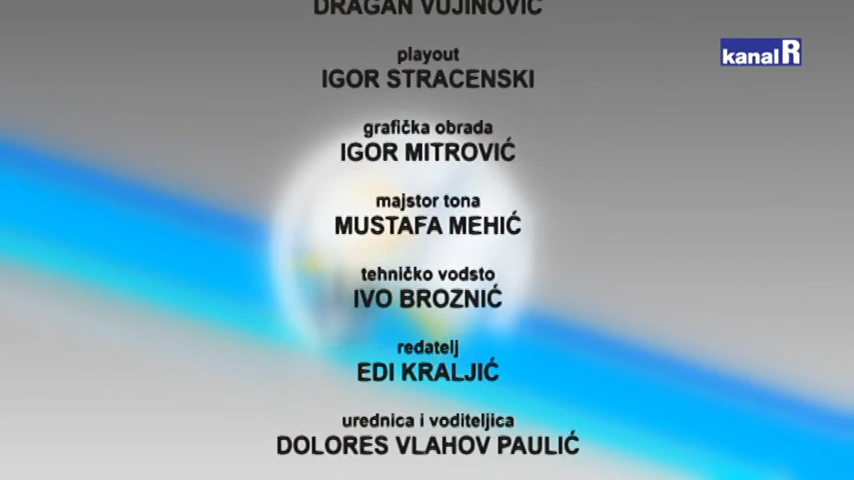 DRAGAN VUJINOVIĆ
playout
IGOR STRACENSKI
kanal R
grafička obrada
IGOR MITROVIĆ
majstor tona
MUSTAFA MEHIĆ
tehničko vodsto
IVO BROZNIĆ
redatelj
EDI KRALJIĆ
urednica i voditeljica
DOLORES VLAHOV PAULIĆ